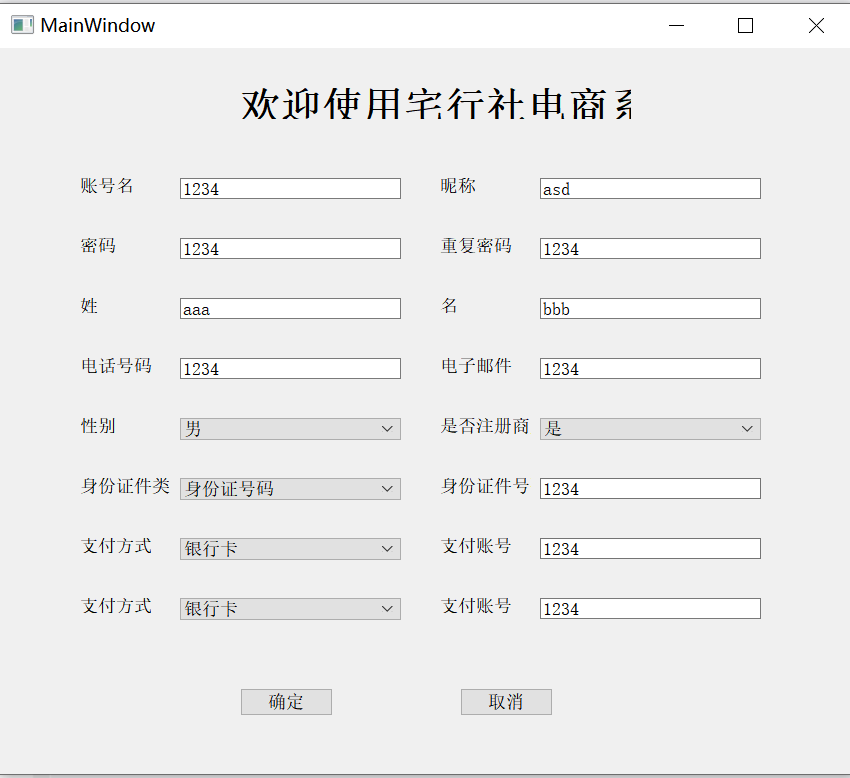 MainWindow
欢迎使用宅行社电商系
账号名 1234 昵称 asd
密码 1234 重复密码 1234
姓 aaa 名 bbb
电话号码 1234 电子邮件 1234
性别 男 是否注册商 是
身份证件类 身份证号码 身份证件号 1234
支付方式 银行卡 支付账号 1234
支付方式 银行卡 支付账号 1234
确定 取消